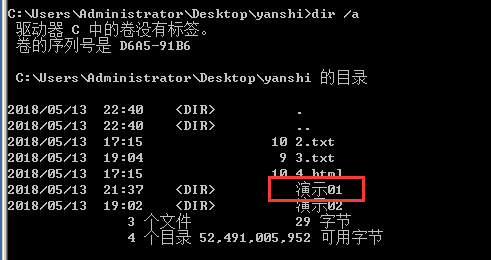 C:\Users\Administrator\Desktop\yanshi>dir /a
驱动器 C 中的卷没有标签。
卷的序列号是 D6A5-91B6
C:\Users\Administrator\Desktop\yanshi 的目录
2018/05/13 22:40 <DIR> .
2018/05/13 22:40 <DIR> ..
2018/05/13 17:15 10 2.txt
2018/05/13 19:04 9 3.txt
2018/05/13 17:15 10 4.html
2018/05/13 21:37 <DIR> 演示01
2018/05/13 19:02 <DIR> 演示02
3 个文件 29 字节
4 个目录 52,491,005,952 可用字节